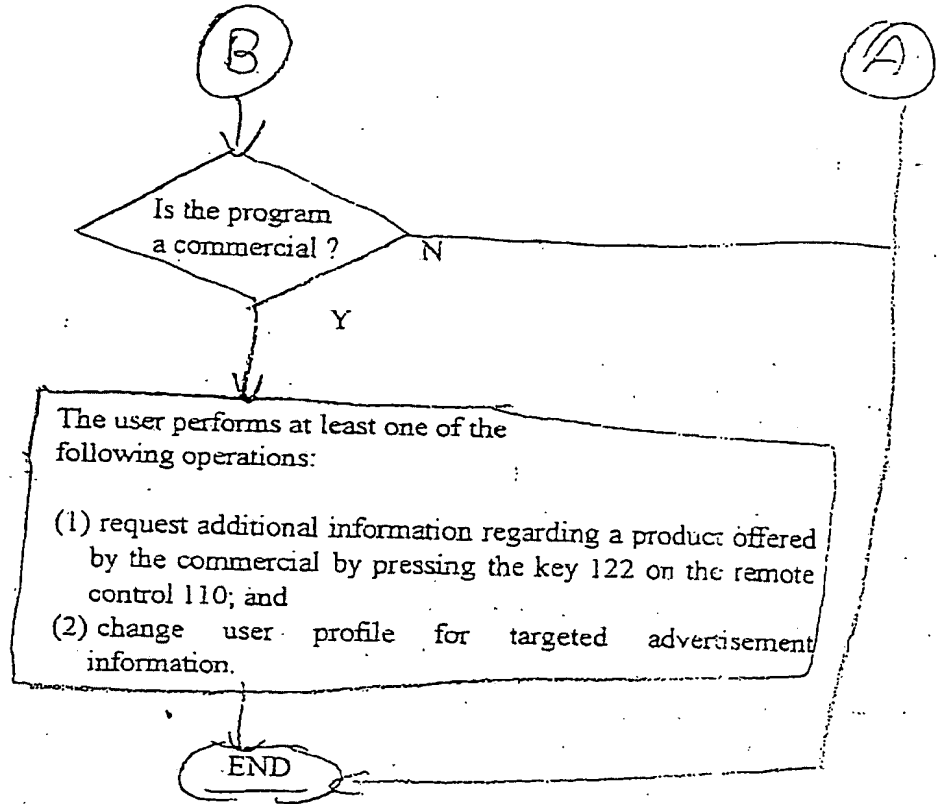 B
A
Is the program
a commercial ?
N
Y
The user performs at least one of the
following operations:
(1) request additional information regarding a product offered
by the commercial by pressing the key 122 on the remote
control 110; and
(2) change user profile for targeted advertisement
information.
END